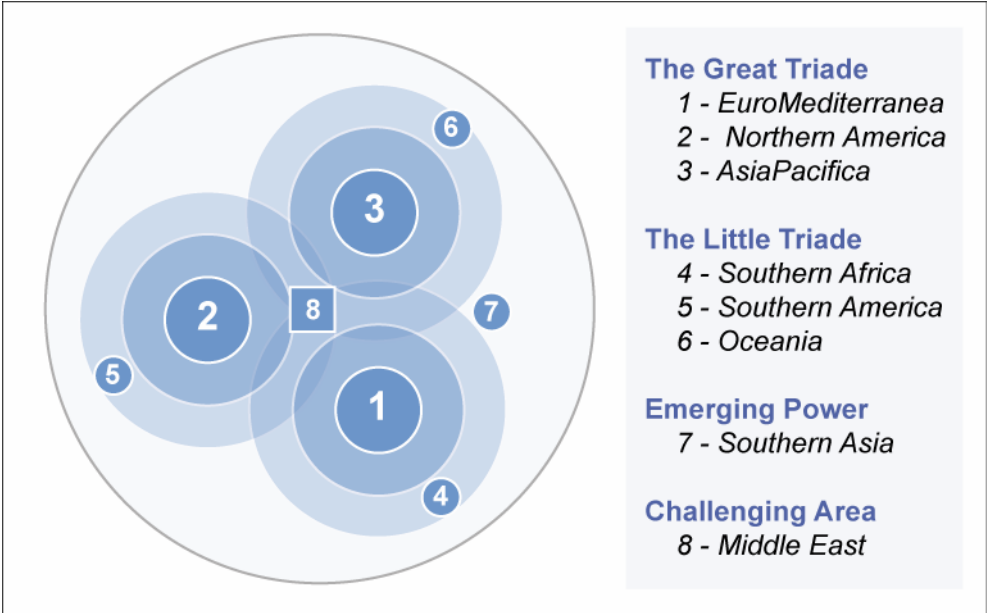 6
3
2
8
7
5
1
4
The Great Triade
1 - EuroMediterranea
2 - Northern America
3 - AsiaPacifica
The Little Triade
4 - Southern Africa
5 - Southern America
6 - Oceania
Emerging Power
7 - Southern Asia
Challenging Area
8 - Middle East